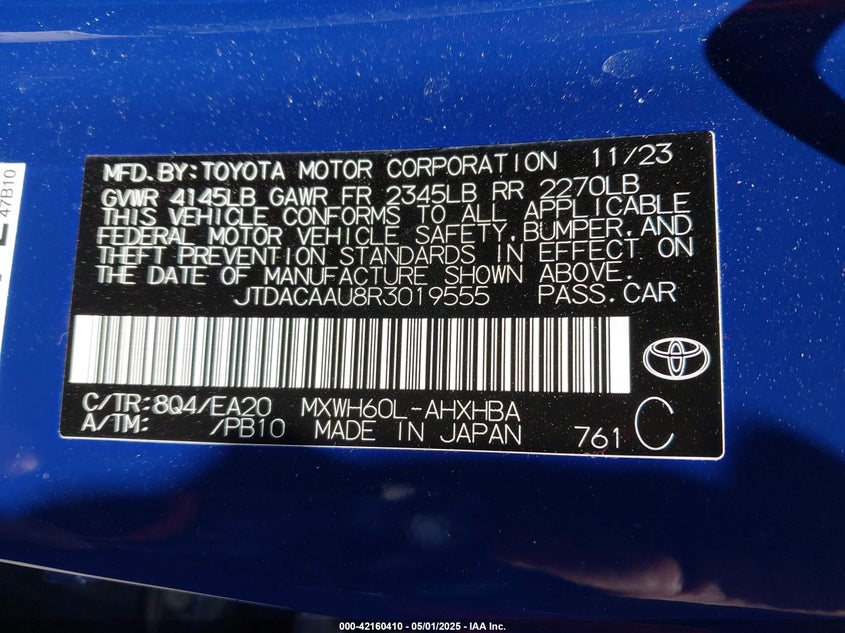 MFD.BY:TOYOTA MOTOR CORPORATION 11/23
GVWR 4145LB GAWR FR 2345LB RR 2270LB
THIS VEHICLE CONFORMS TO ALL APPLICABLE
FEDERAL MOTOR VEHICLE SAFETY,BUMPER,AND
THEFT PREVENTION STANDARDS IN EFFECT ON
THE DATE OF MANUFACTURE SHOWN ABOVE.
JTDACAAU8R3019555 PASS.CAR
C/TR:8Q4/EA20 MXWH60L-AHXHBA
A/TM: /PB10 MADE IN JAPAN 761 C
47B10
000-42160410 - 05/01/2025 - IAA Inc.